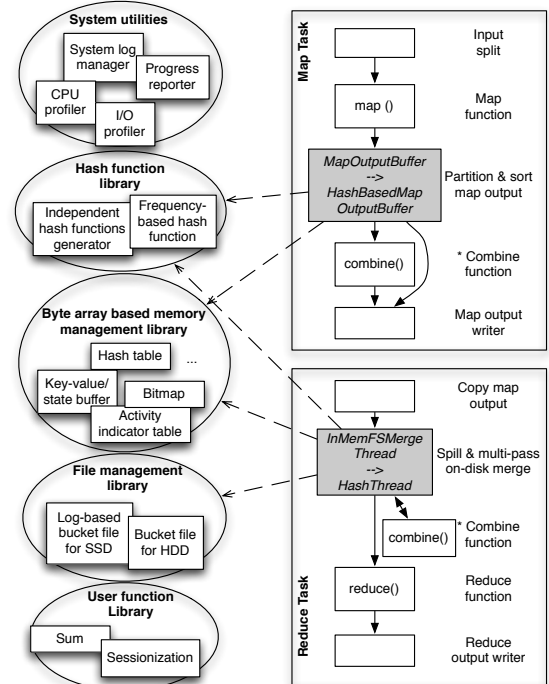 System utilities
System log
manager
Progress
reporter
CPU
profiler
I/O
profiler
Hash function
library
Independent
hash functions
generator
Frequency-
based hash
function
Byte array based memory
management library
Hash table
...
Key-value/
state buffer
Bitmap
Activity
indicator table
File management
library
Log-based
bucket file
for SSD
Bucket file
for HDD
User function
Library
Sum
Sessionization
Map Task
Input
split
map ()
Map
function
MapOutputBuffer
-->
HashBasedMap
OutputBuffer
Partition & sort
map output
combine()
* Combine
function
Map output
writer
Reduce Task
Copy map
output
InMemFSMerge
Thread
-->
HashThread
Spill & multi-pass
on-disk merge
combine()
* Combine
function
reduce()
Reduce
function
Reduce
output writer